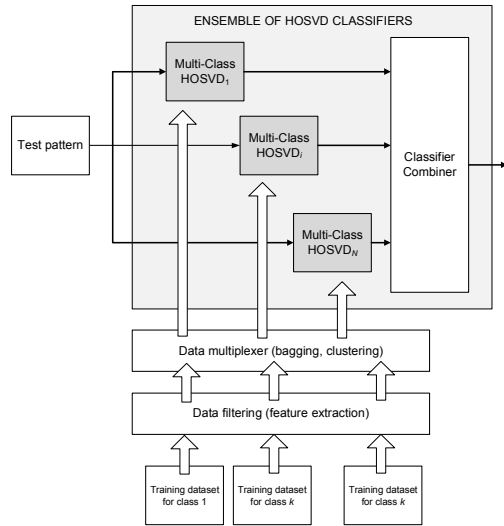 ENSEMBLE OF HOSVD CLASSIFIERS
Multi-Class
HOSVD1
Multi-Class
HOSVDi
Test pattern
Classifier
Combiner
Multi-Class
HOSVDN
Data multiplexer (bagging, clustering)
Data filtering (feature extraction)
Training dataset
for class 1
Training dataset
for class k
Training dataset
for class k